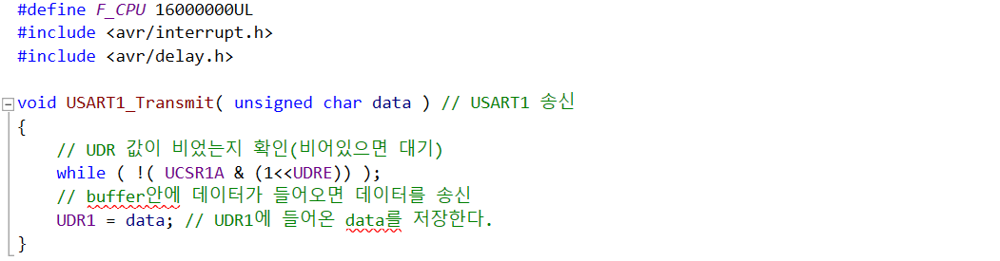 #define F_CPU 16000000UL
#include <avr/interrupt.h>
#include <avr/delay.h>
void USART1_Transmit( unsigned char data ) // USART1 송신
{
// UDR 값이 비었는지 확인(비어있으면 대기)
while ( !( UCSR1A & (1<<UDRE)) );
// buffer안에 데이터가 들어오면 데이터를 송신
UDR1 = data; // UDR1에 들어온 data를 저장한다.
}